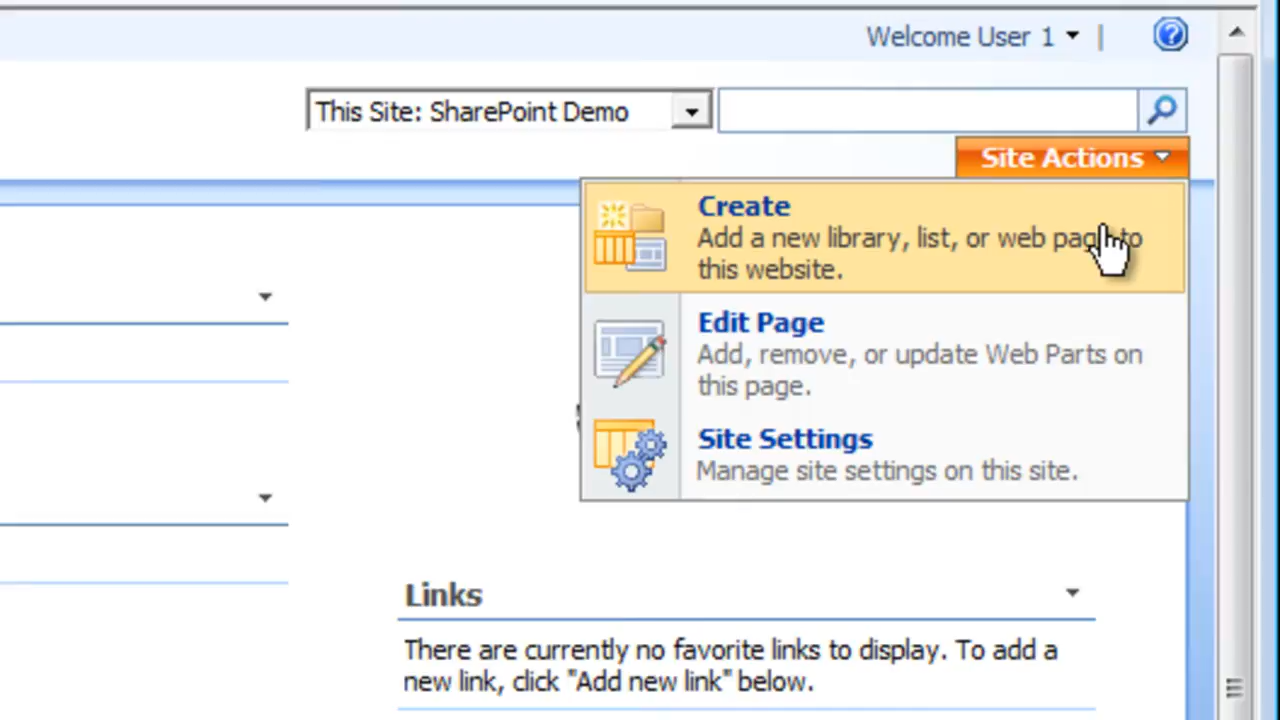 Welcome User 1
This Site: SharePoint Demo
Site Actions
Create
Add a new library, list, or web page to
this website.
Edit Page
Add, remove, or update Web Parts on
this page.
Site Settings
Manage site settings on this site.
Links
There are currently no favorite links to display. To add a
new link, click "Add new link" below.